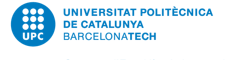 UNIVERSITAT POLITÈCNICA
DE CATALUNYA
BARCELONATECH
UPC